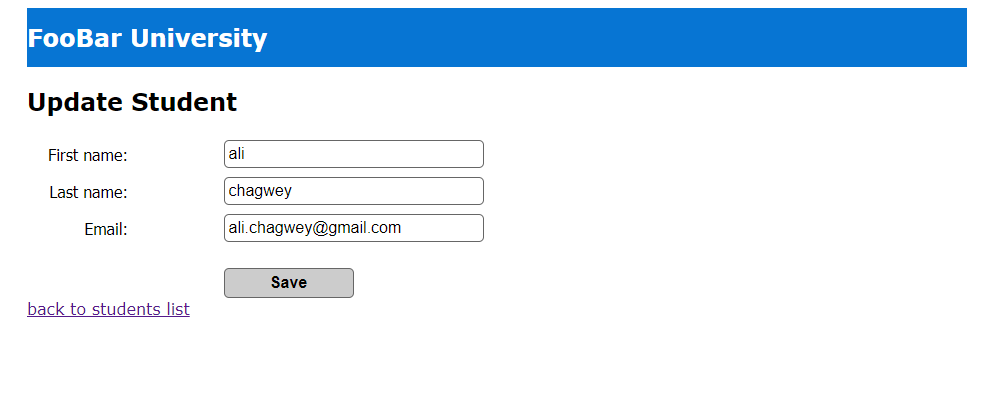 FooBar University
Update Student
First name: ali
Last name: chagwey
Email: ali.chagwey@gmail.com
Save
back to students list